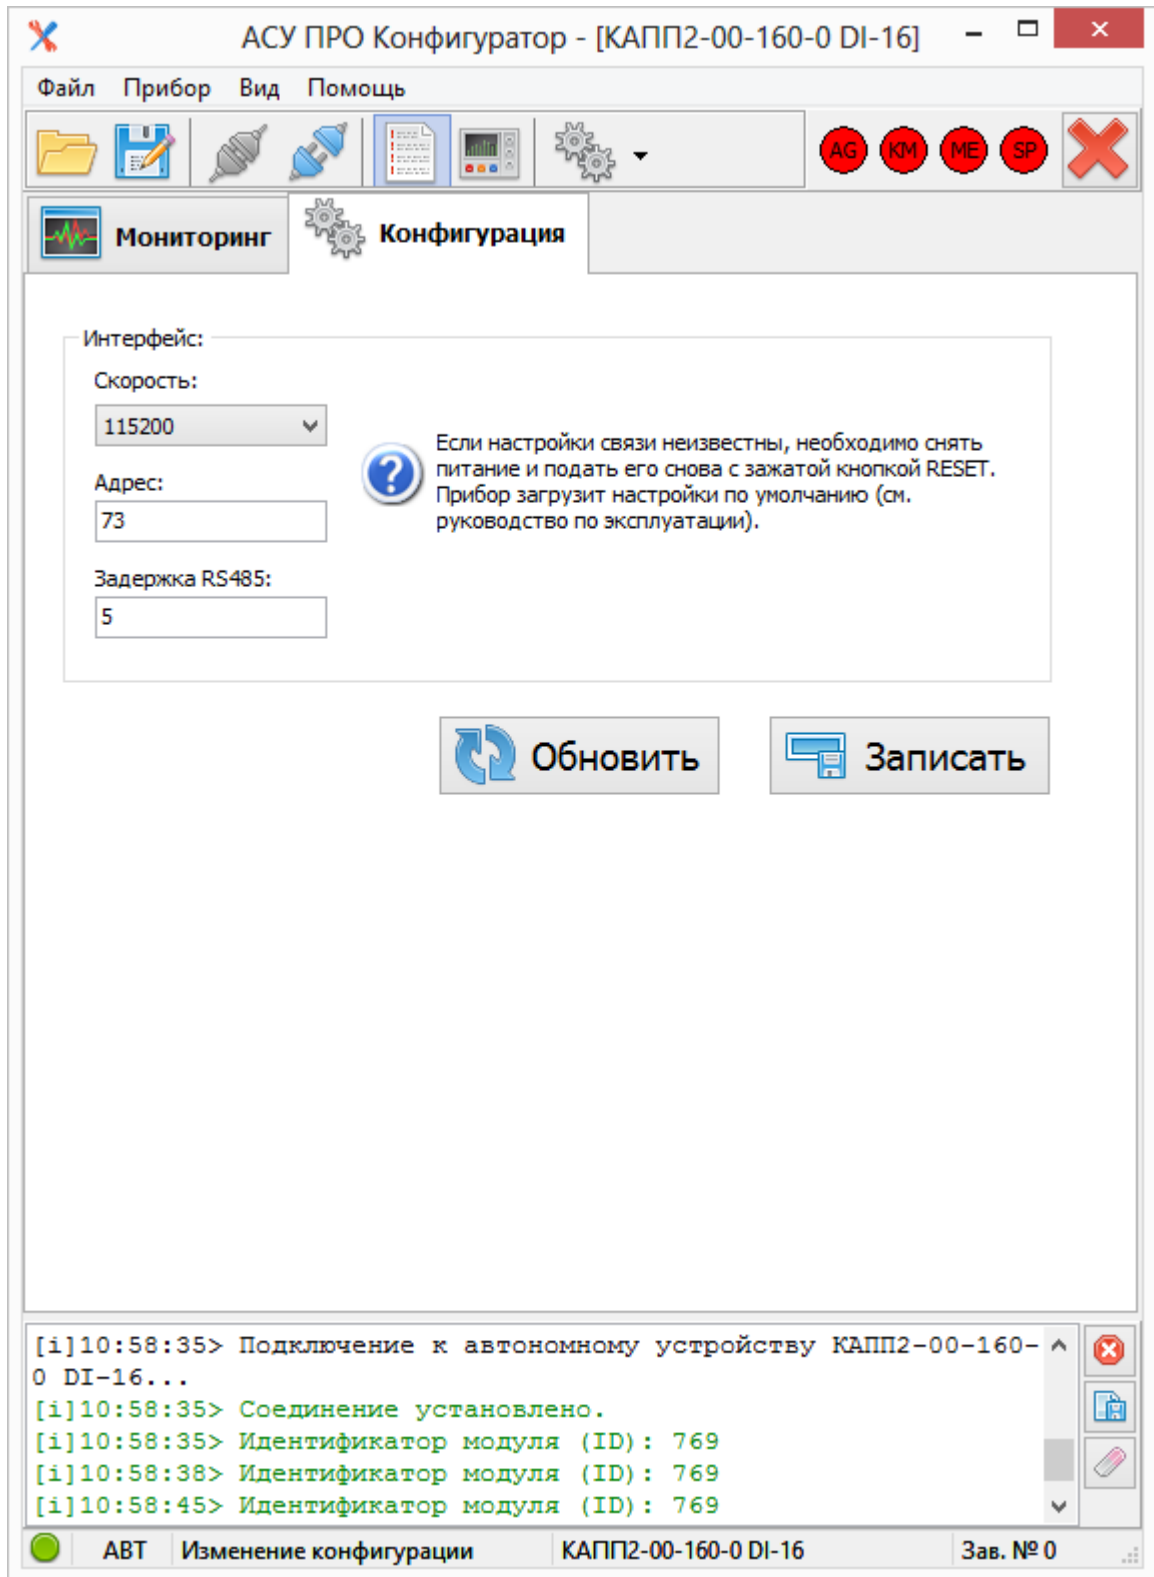 АСУ ПРО Конфигуратор - [КАПП2-00-160-0 DI-16]
Файл Прибор Вид Помощь
AG KM ME SP
Мониторинг Конфигурация
Интерфейс:
Скорость:
115200
Если настройки связи неизвестны, необходимо снять
питание и подать его снова с зажатой кнопкой RESET.
Прибор загрузит настройки по умолчанию (см.
руководство по эксплуатации).
Адрес:
73
Задержка RS485:
5
Обновить Записать
[i]10:58:35> Подключение к автономному устройству КАПП2-00-160-
0 DI-16...
[i]10:58:35> Соединение установлено.
[i]10:58:35> Идентификатор модуля (ID): 769
[i]10:58:38> Идентификатор модуля (ID): 769
[i]10:58:45> Идентификатор модуля (ID): 769
АВТ Изменение конфигурации КАПП2-00-160-0 DI-16 Зав. № 0